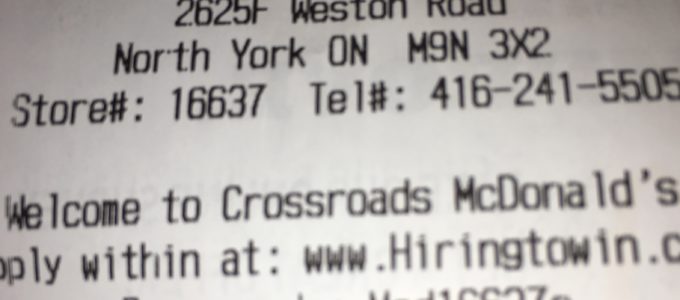 2625F Weston Road
North York ON M9N 3X2
Store#: 16637 Tel#: 416-241-5505
Welcome to Crossroads McDonald's
pply within at: www.Hiringtowin.c